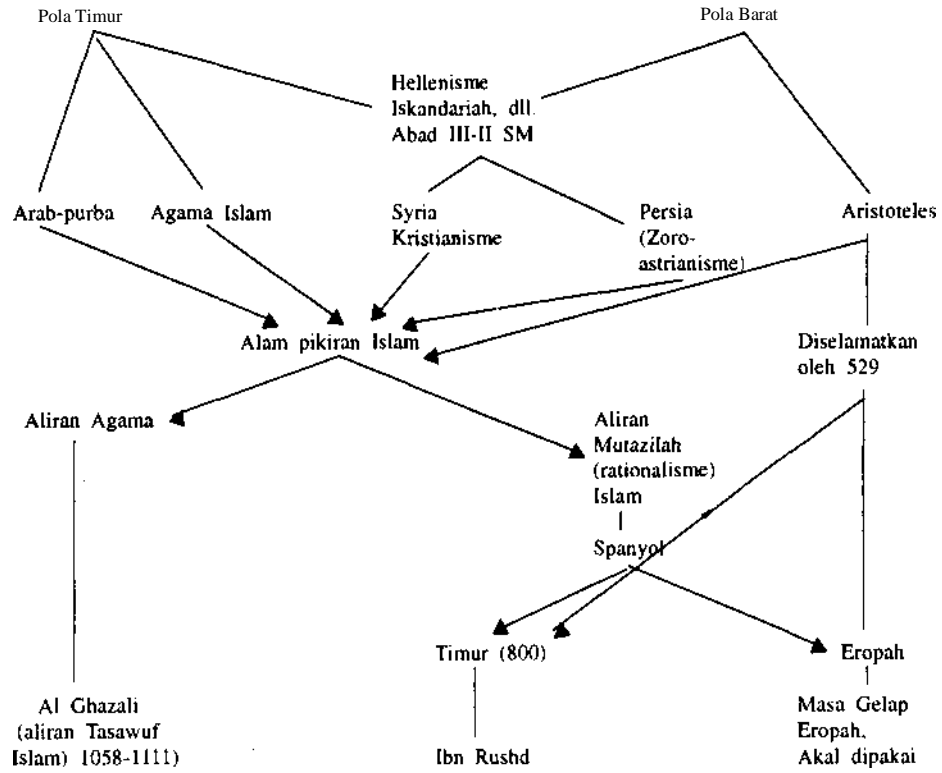 Pola Timur
Pola Barat
Hellenisme
Iskandariah, dll.
Abad III-II SM
Arab-purba
Agama Islam
Syria
Kristianisme
Persia
(Zoro-
astrianisme)
Aristoteles
Alam pikiran Islam
Diselamatkan
oleh 529
Aliran Agama
Aliran
Mutazilah
(rationalisme)
Islam
Spanyol
Timur (800)
Eropah
Al Ghazali
(aliran Tasawuf
Islam) 1058-1111)
Ibn Rushd
Masa Gelap
Eropah,
Akal dipakai